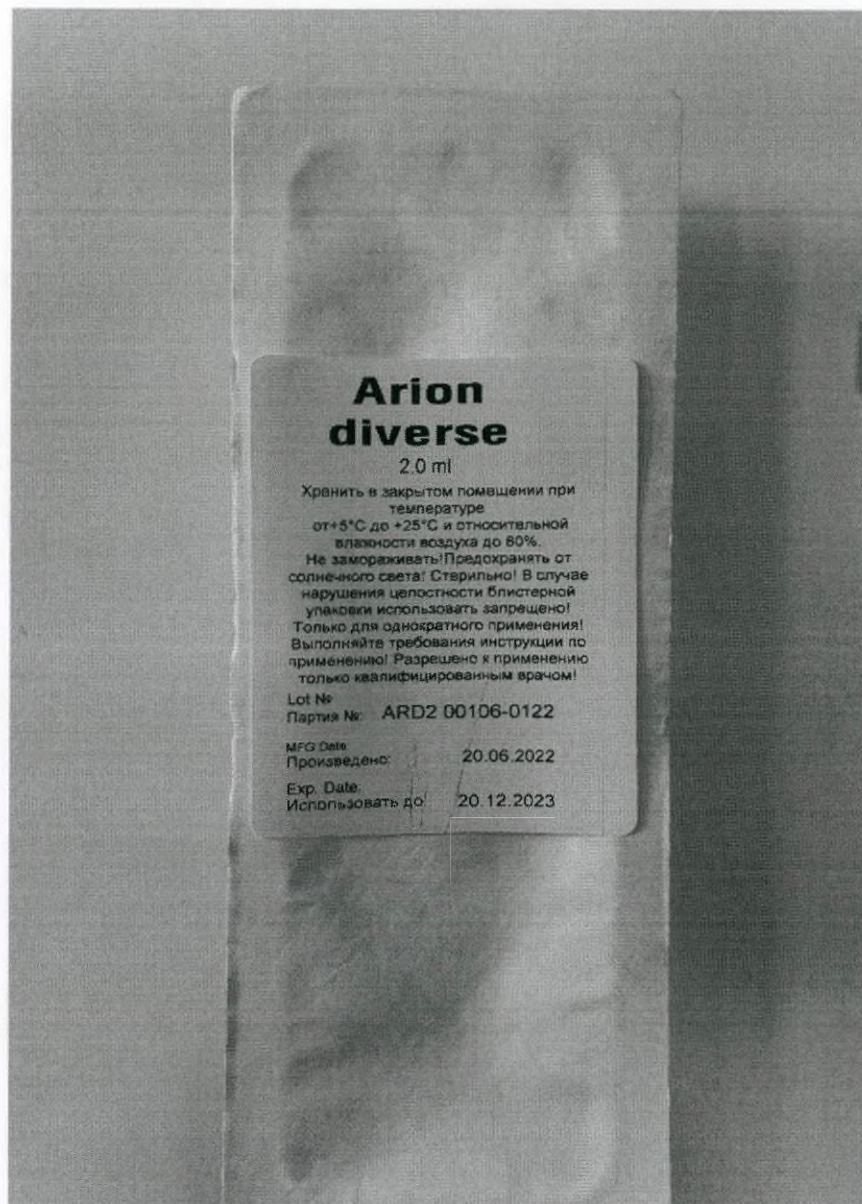 Arion
diverse
2.0 ml
Хранить в закрытом помещении при
температуре
от+5°C до +25°C и относительной
влажности воздуха до 80%.
Не замораживать!Предохранять от
солнечного света! Стерильно! В случае
нарушения целостности блистерной
упаковки использовать запрещено!
Только для однократного применения!
Выполняйте требования инструкции по
применению! Разрешено к применению
только квалифицированным врачом!
Lot №
Партия №: ARD2 00106-0122
MFG Date
Произведено: 20.06.2022
Exp. Date:
Использовать до: 20.12.2023